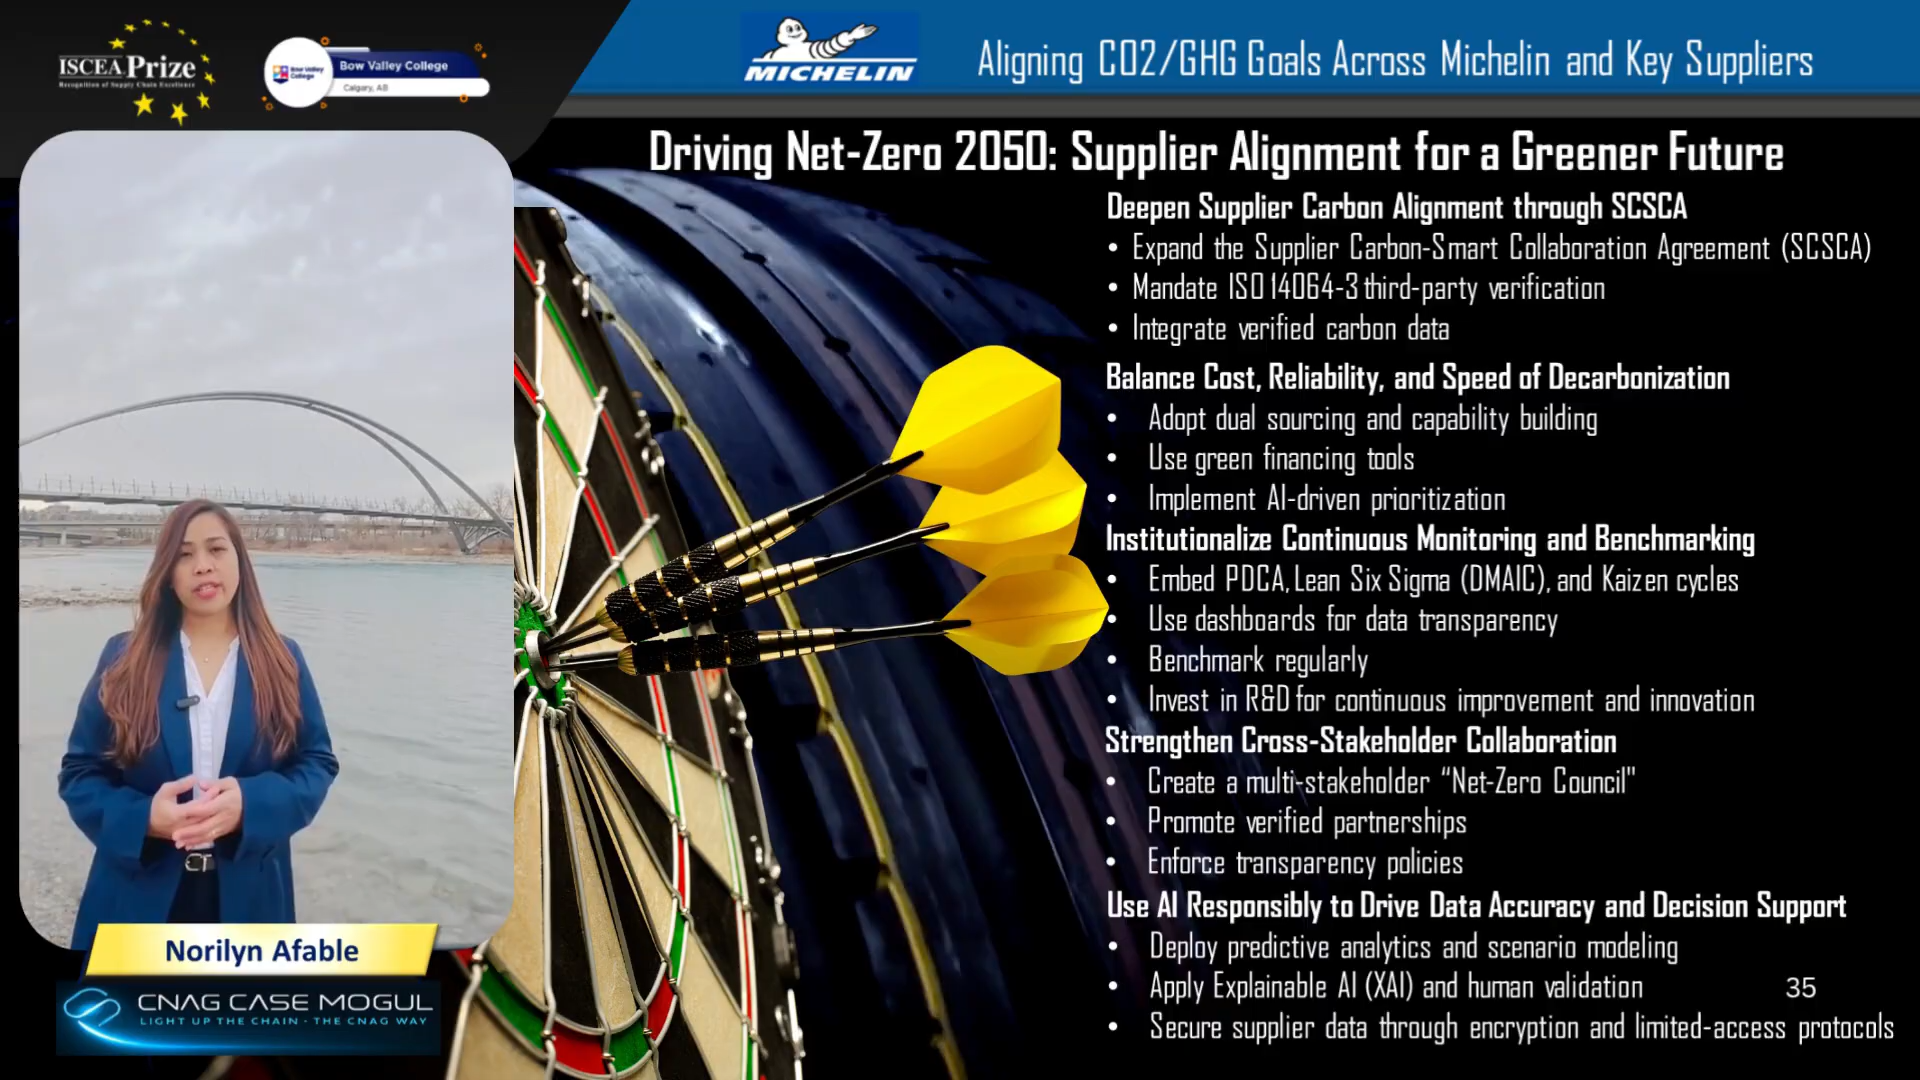 ISCEA Prize
Recognition of Supply Chain Excellence
Bow Valley College
Bow Valley College
Calgary, AB
MICHELIN
Aligning CO2/GHG Goals Across Michelin and Key Suppliers
Driving Net-Zero 2050: Supplier Alignment for a Greener Future
Deepen Supplier Carbon Alignment through SCSCA
• Expand the Supplier Carbon-Smart Collaboration Agreement (SCSCA)
• Mandate ISO 14064-3 third-party verification
• Integrate verified carbon data
Balance Cost, Reliability, and Speed of Decarbonization
• Adopt dual sourcing and capability building
• Use green financing tools
• Implement AI-driven prioritization
Institutionalize Continuous Monitoring and Benchmarking
• Embed PDCA, Lean Six Sigma (DMAIC), and Kaizen cycles
• Use dashboards for data transparency
• Benchmark regularly
• Invest in R&D for continuous improvement and innovation
Strengthen Cross-Stakeholder Collaboration
• Create a multi-stakeholder “Net-Zero Council"
• Promote verified partnerships
• Enforce transparency policies
Use AI Responsibly to Drive Data Accuracy and Decision Support
• Deploy predictive analytics and scenario modeling
• Apply Explainable AI (XAI) and human validation
• Secure supplier data through encryption and limited-access protocols
35
Norilyn Afable
CNAG CASE MOGUL
LIGHT UP THE CHAIN - THE CNAG WAY